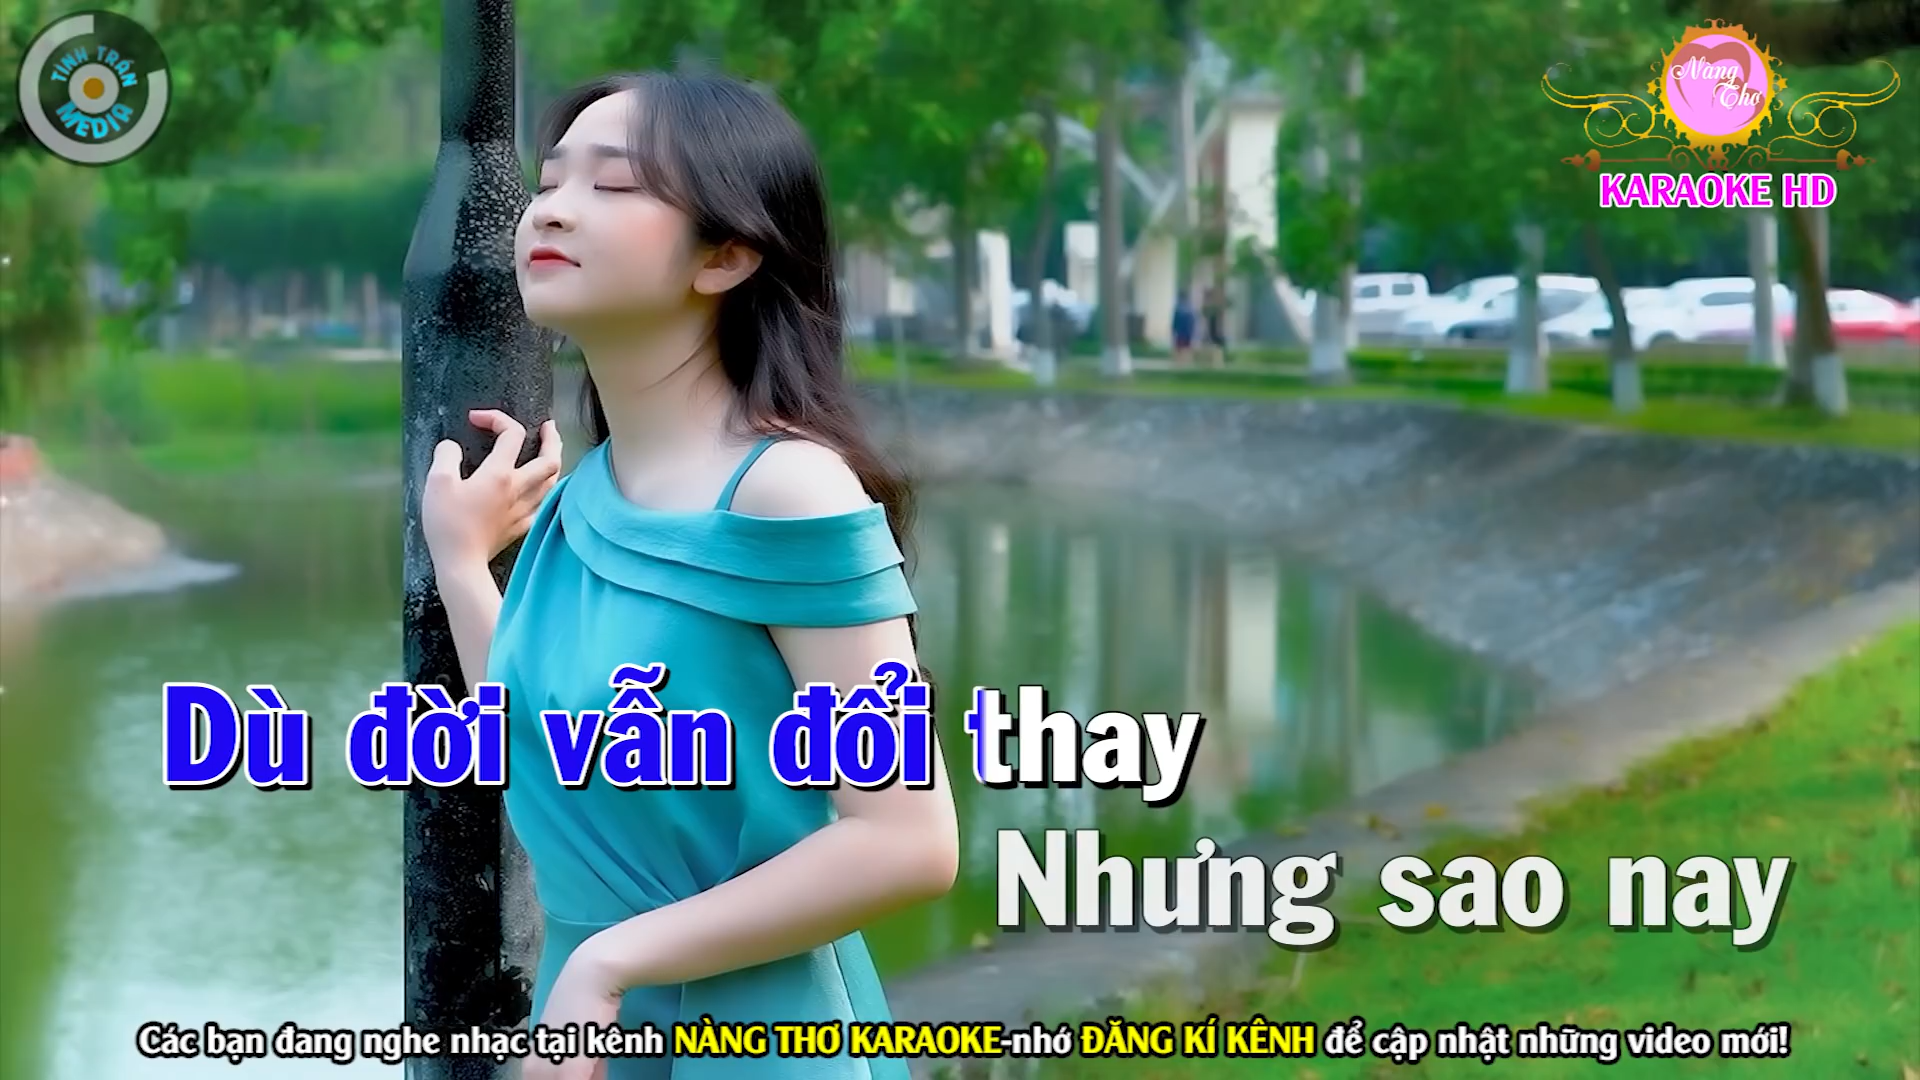 TINH TRẦN
MEDIA
Nàng
Thơ
KARAOKE HD
Dù đời vẫn đổi thay
Nhưng sao nay
Các bạn đang nghe nhạc tại kênh NÀNG THƠ KARAOKE-nhớ ĐĂNG KÍ KÊNH để cập nhật những video mới!